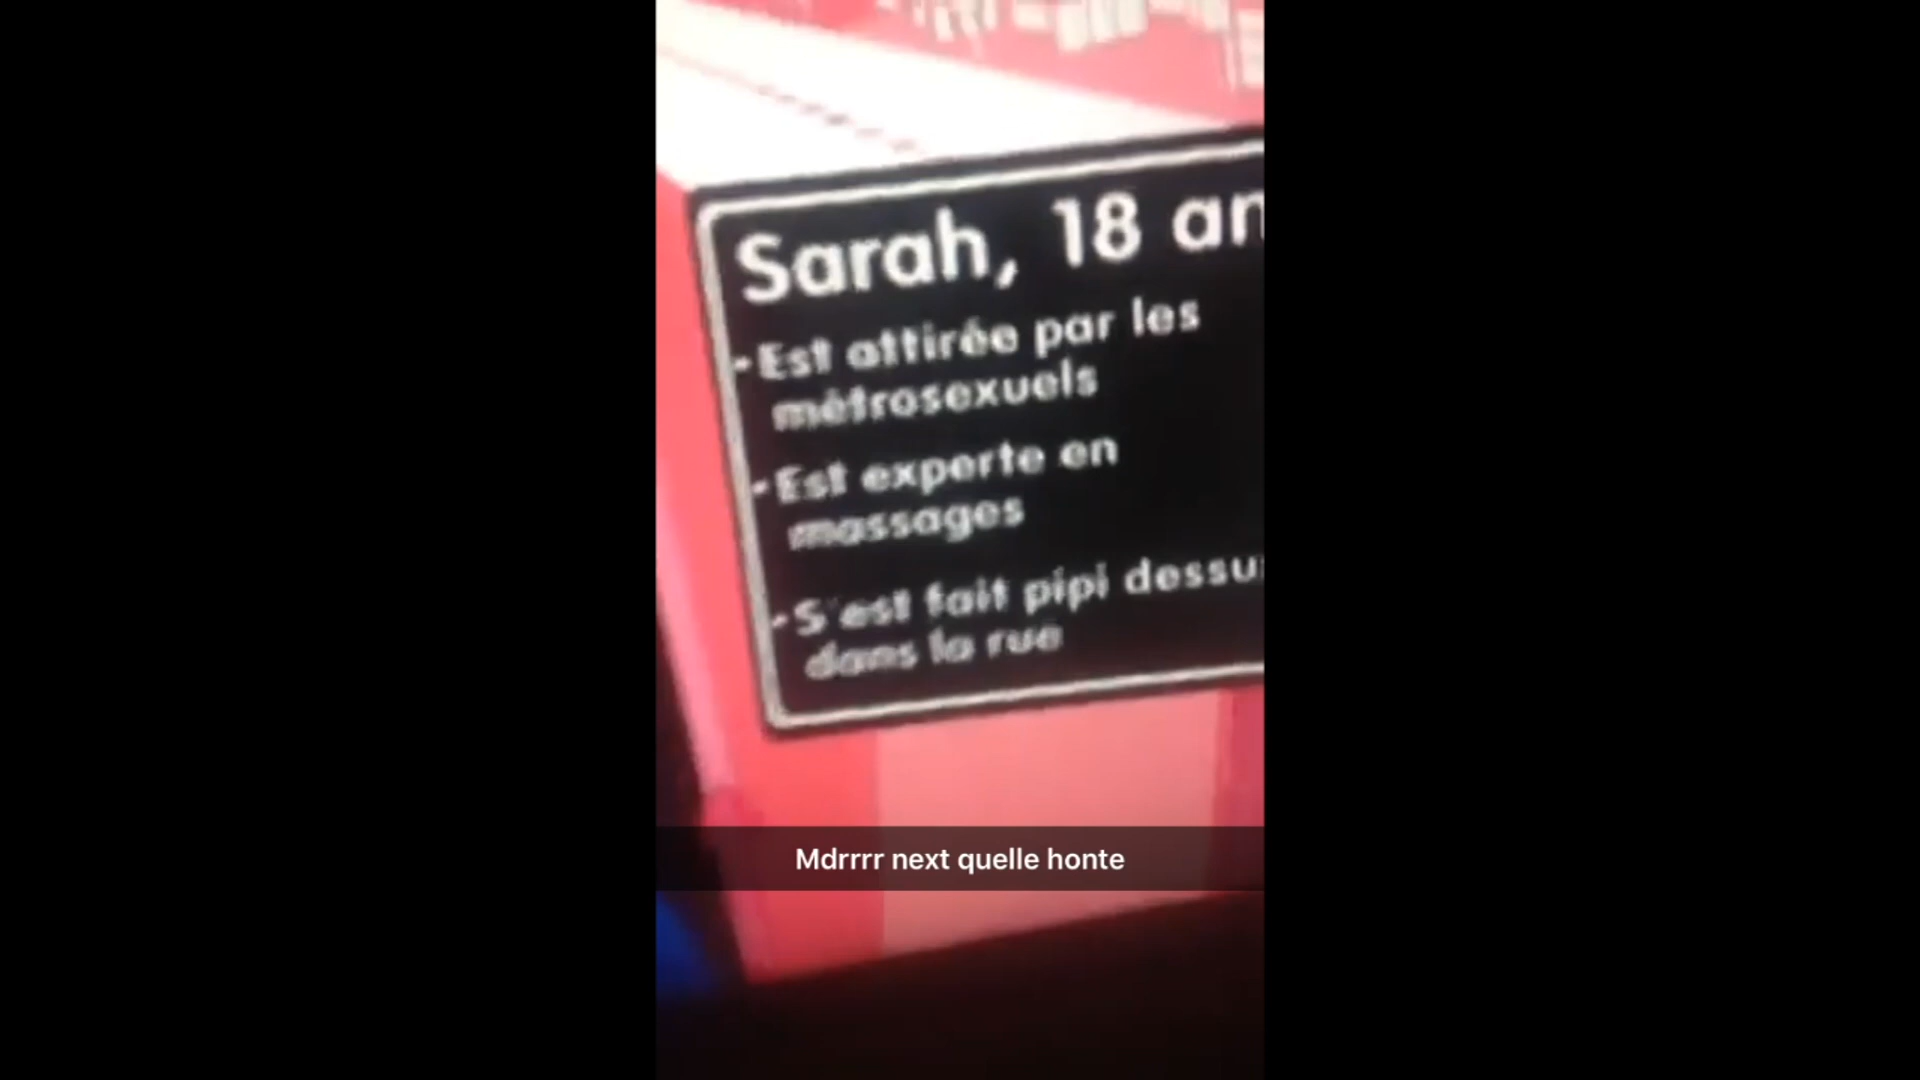 Sarah, 18 an
-Est attirée par les
métrosexuels
-Est experte en
massages
-S'est fait pipi dessu
dans la rue
Mdrrrr next quelle honte